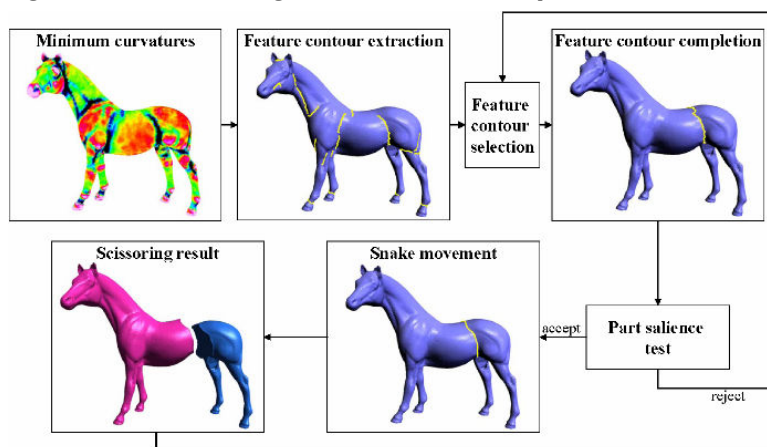 Minimum curvatures
Feature contour extraction
Feature
contour
selection
Feature contour completion
Scissoring result
Snake movement
accept
Part salience
test
reject